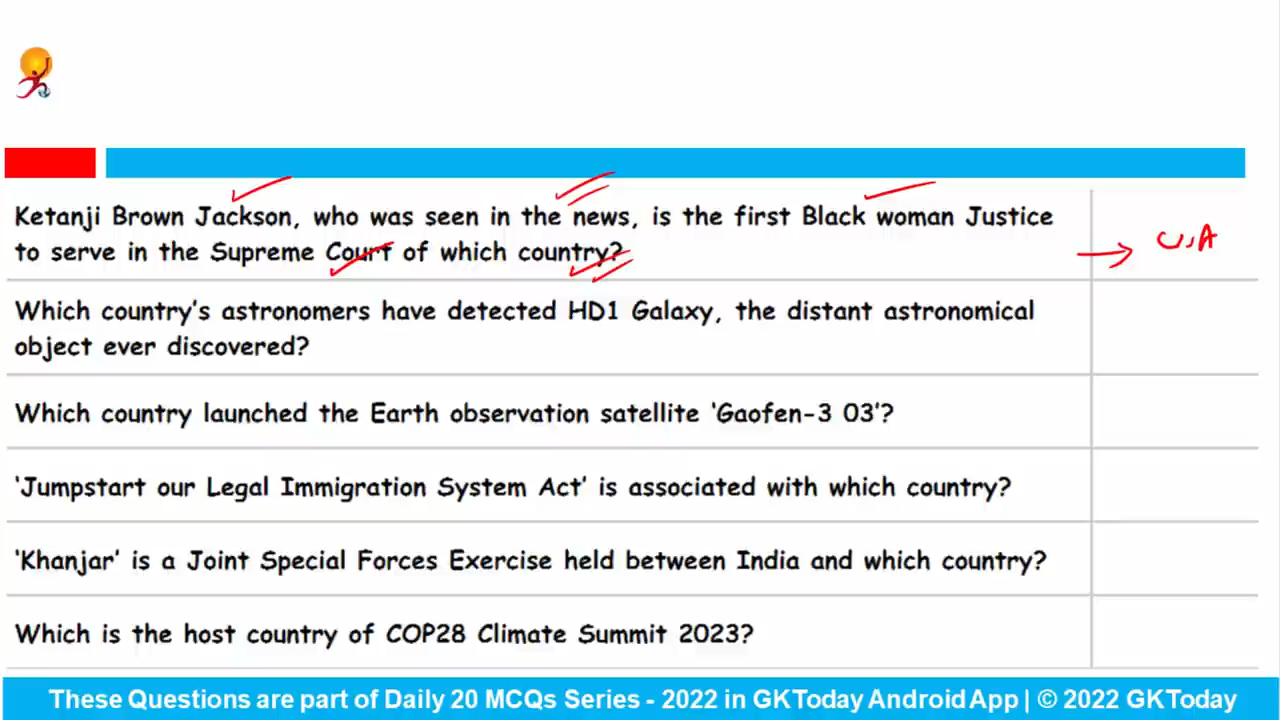 Ketanji Brown Jackson, who was seen in the news, is the first Black woman Justice
to serve in the Supreme Court of which country?
USA
Which country's astronomers have detected HD1 Galaxy, the distant astronomical
object ever discovered?
Which country launched the Earth observation satellite 'Gaofen-3 03'?
'Jumpstart our Legal Immigration System Act' is associated with which country?
'Khanjar' is a Joint Special Forces Exercise held between India and which country?
Which is the host country of COP28 Climate Summit 2023?
These Questions are part of Daily 20 MCQs Series - 2022 in GKToday Android App | © 2022 GKToday